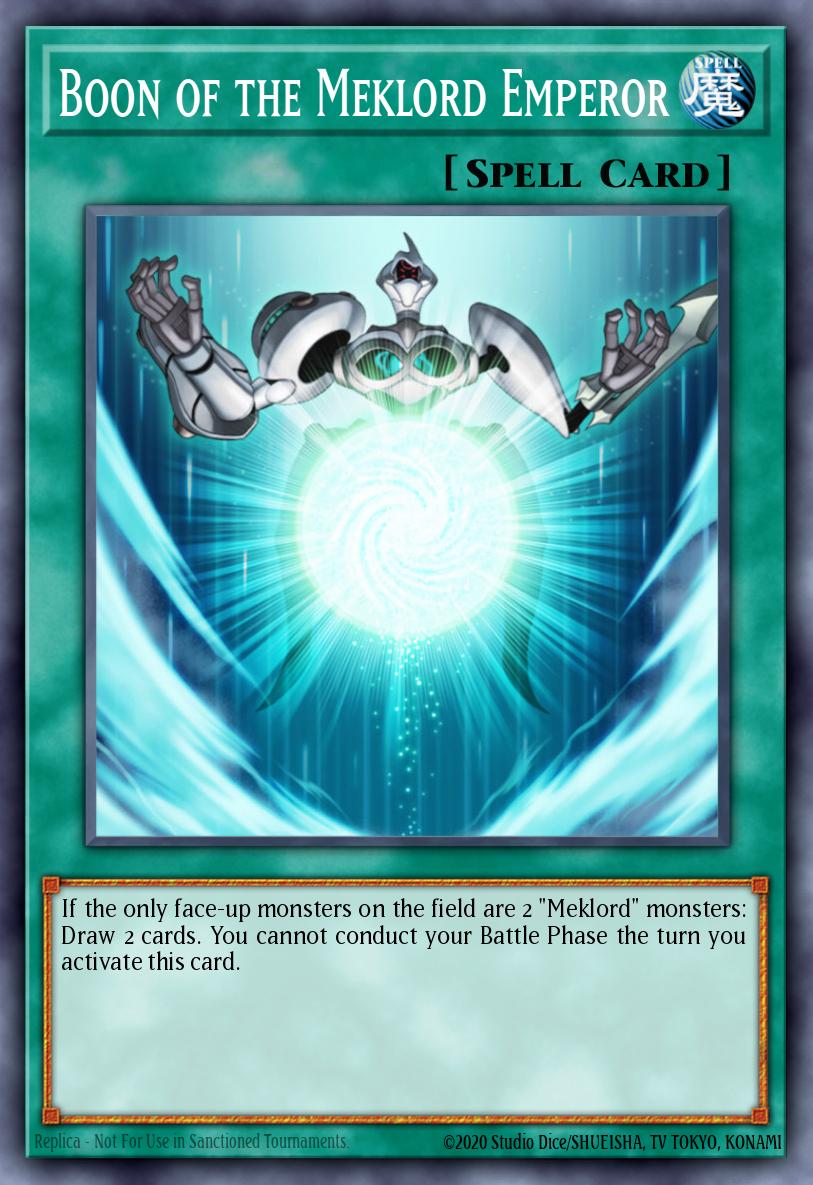 BOON OF THE MEKLORD EMPEROR
SPELL
魔
[ SPELL CARD ]
If the only face-up monsters on the field are 2 "Meklord" monsters:
Draw 2 cards. You cannot conduct your Battle Phase the turn you
activate this card.
Replica - Not For Use in Sanctioned Tournaments.
©2020 Studio Dice/SHUEISHA, TV TOKYO, KONAMI